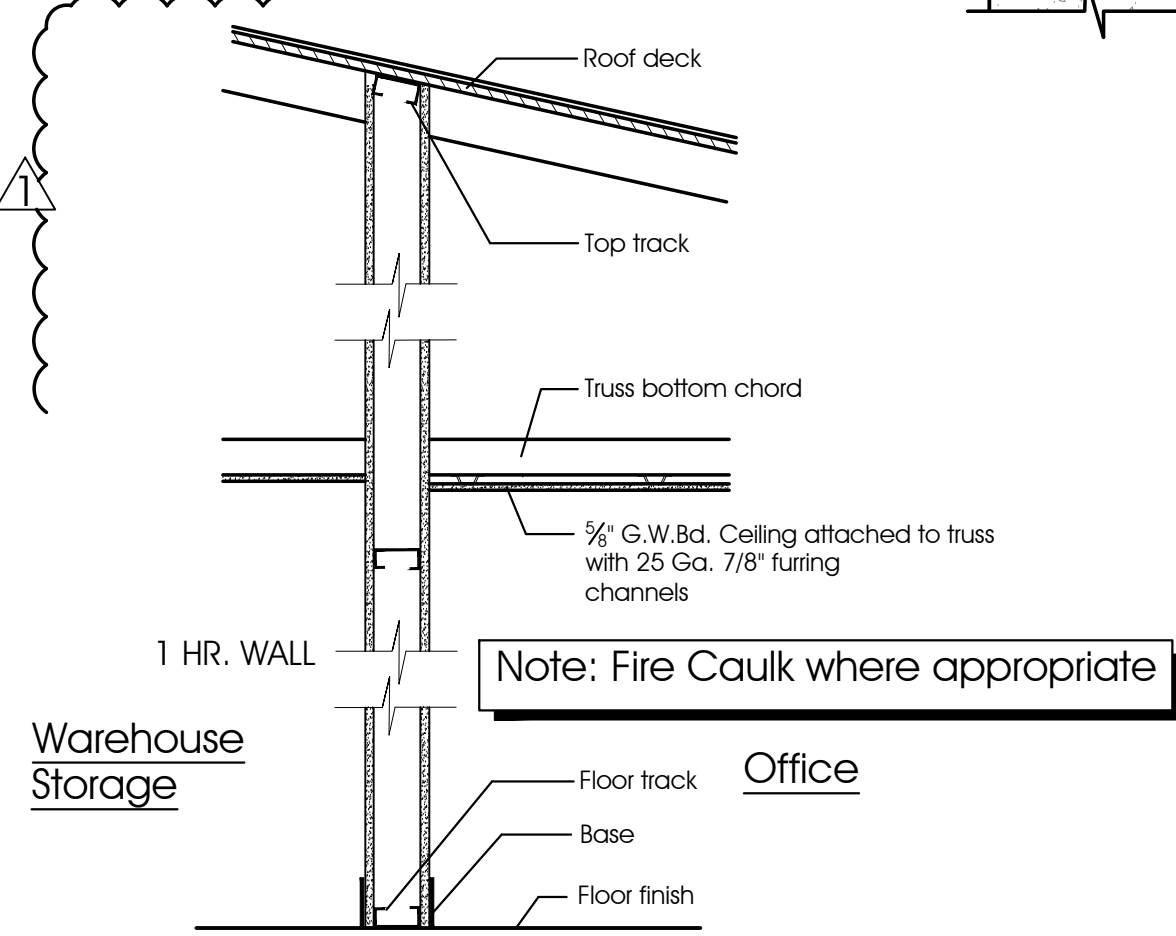 Roof deck
1
Top track
Truss bottom chord
⅝" G.W.Bd. Ceiling attached to truss
with 25 Ga. 7/8" furring
channels
1 HR. WALL
Note: Fire Caulk where appropriate
Warehouse
Storage
Office
Floor track
Base
Floor finish